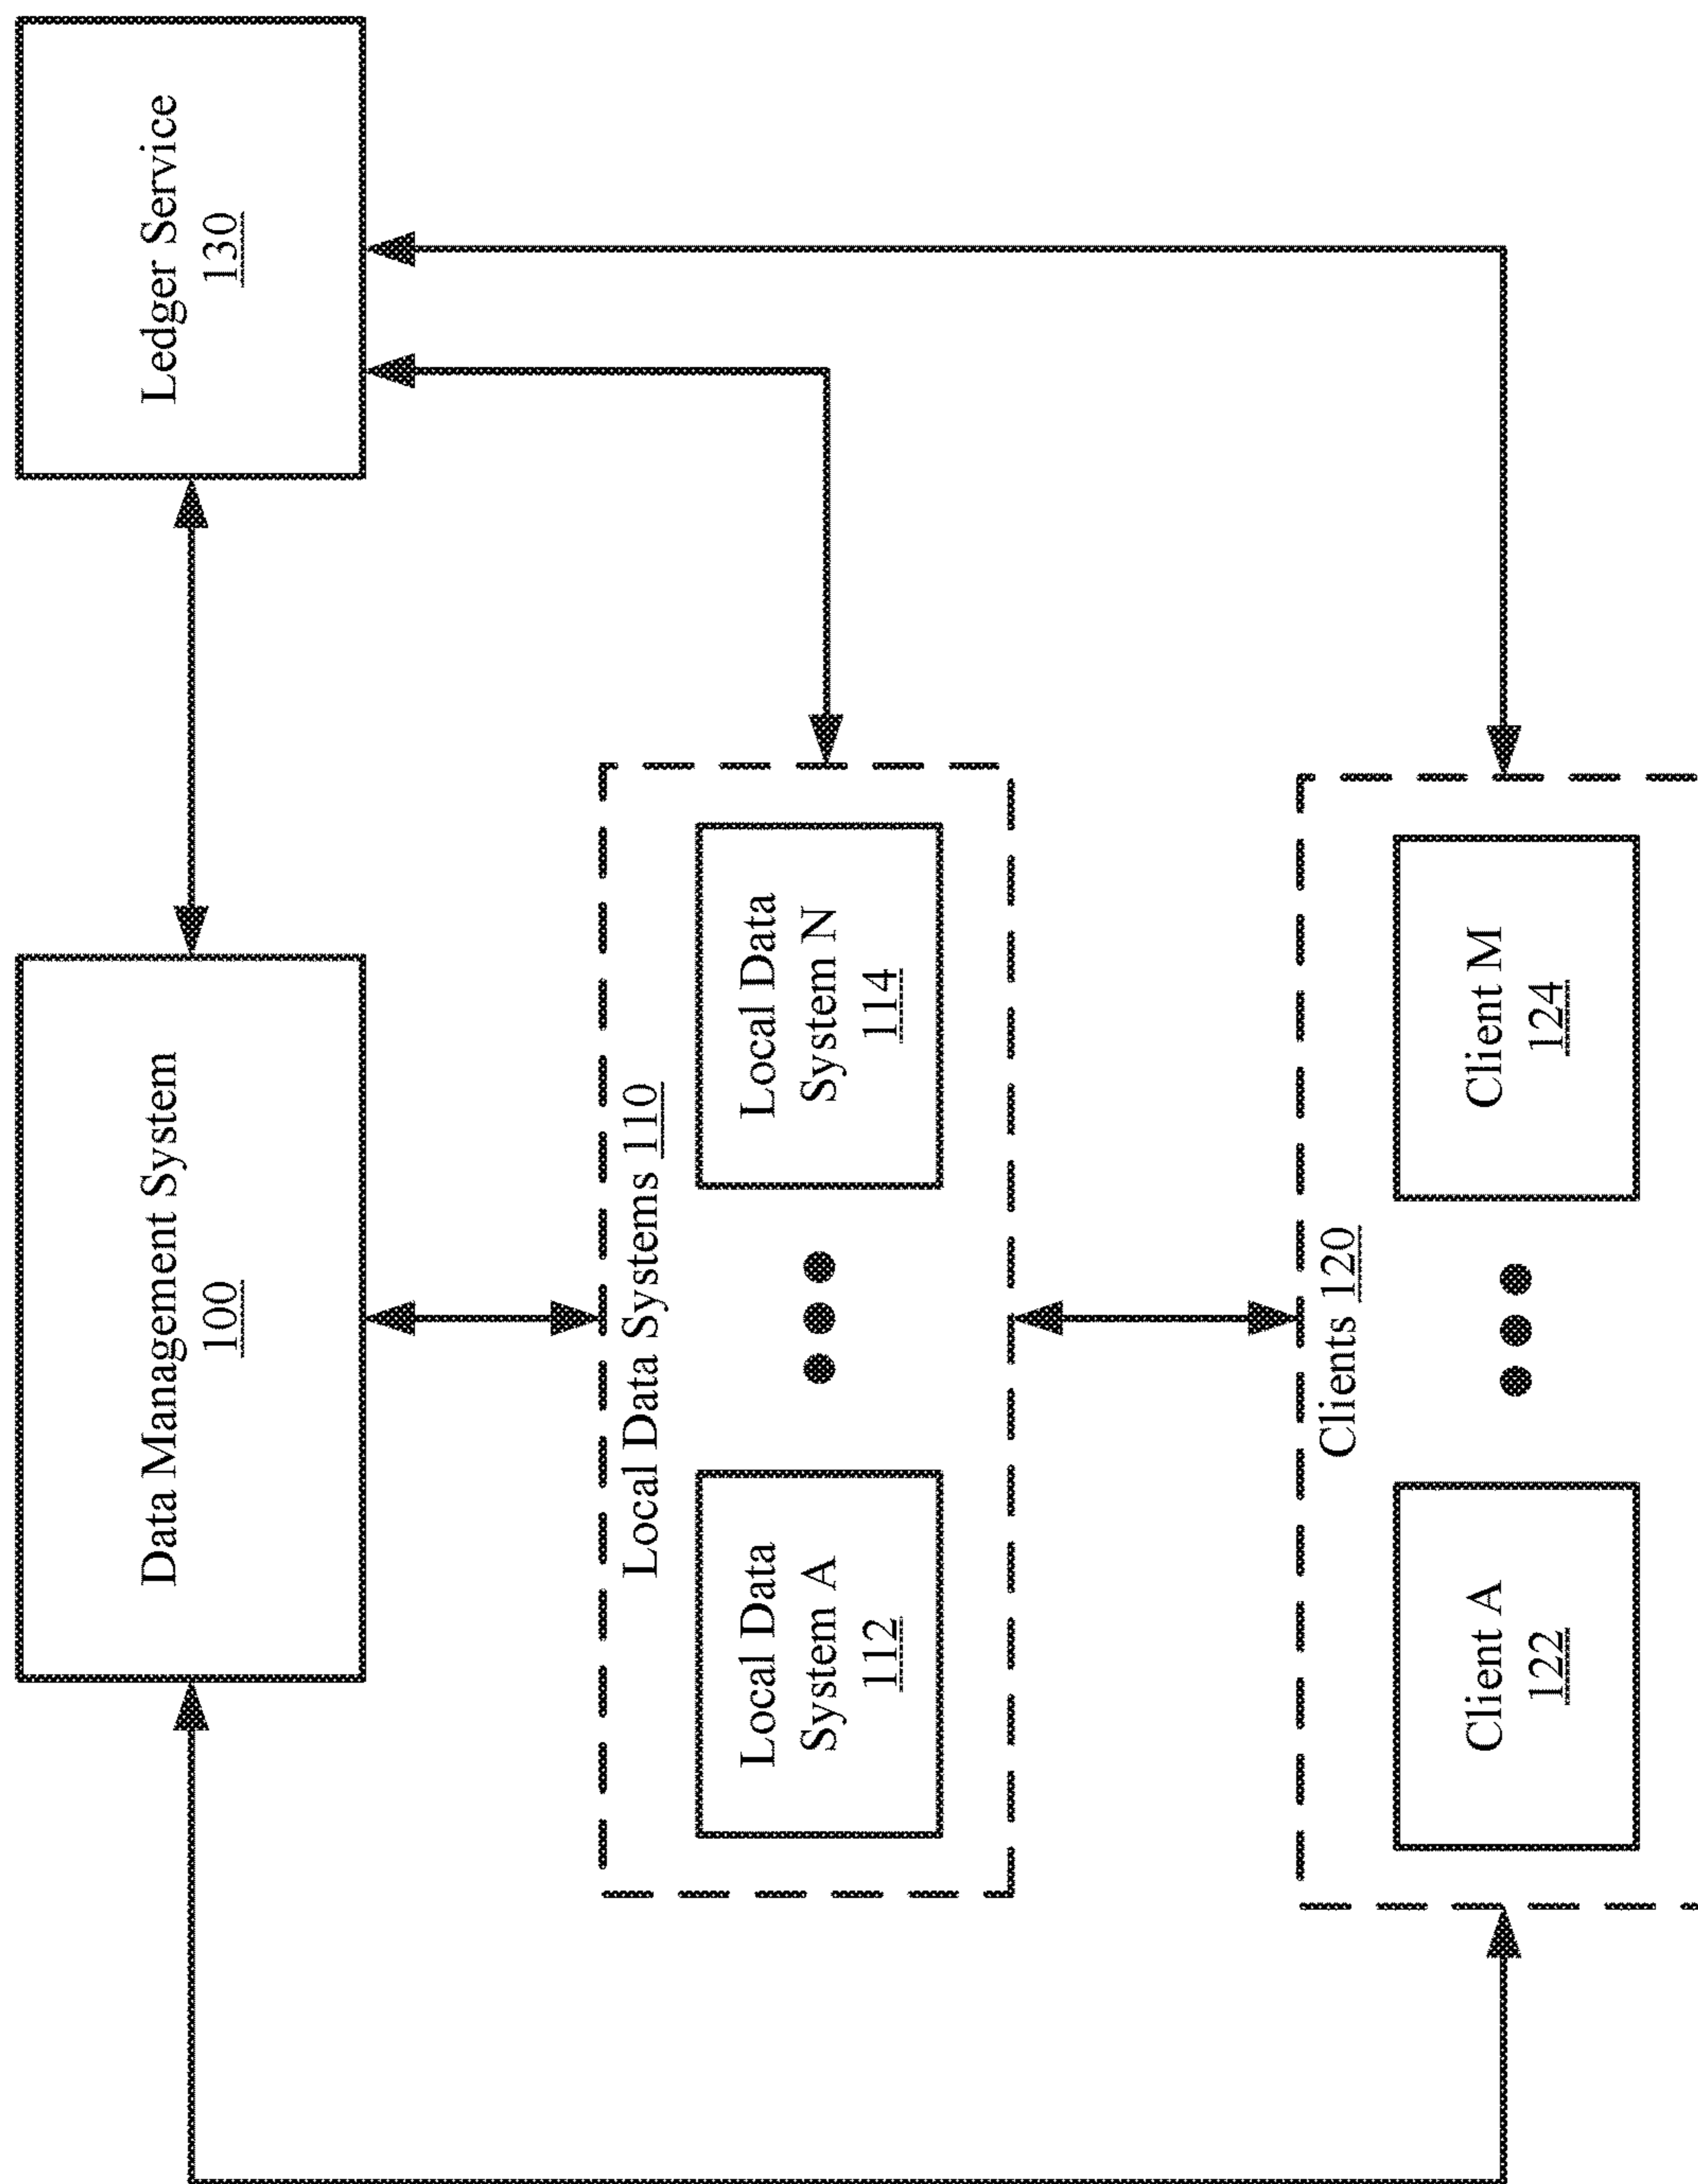 Data Management System
100
Ledger Service
130
Local Data Systems 110
Local Data
System A
112
Local Data
System N
114
Clients 120
Client A
122
Client M
124